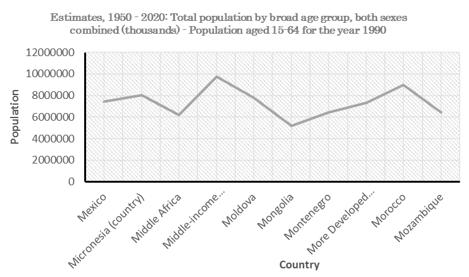 Estimates, 1950 - 2020: Total population by broad age group, both sexes
combined (thousands) - Population aged 15-64 for the year 1990
12000000
10000000
8000000
6000000
4000000
2000000
0
Population
Mexico
Micronesia (country)
Middle Africa
Middle-income...
Moldova
Mongolia
Montenegro
More Developed...
Morocco
Mozambique
Country